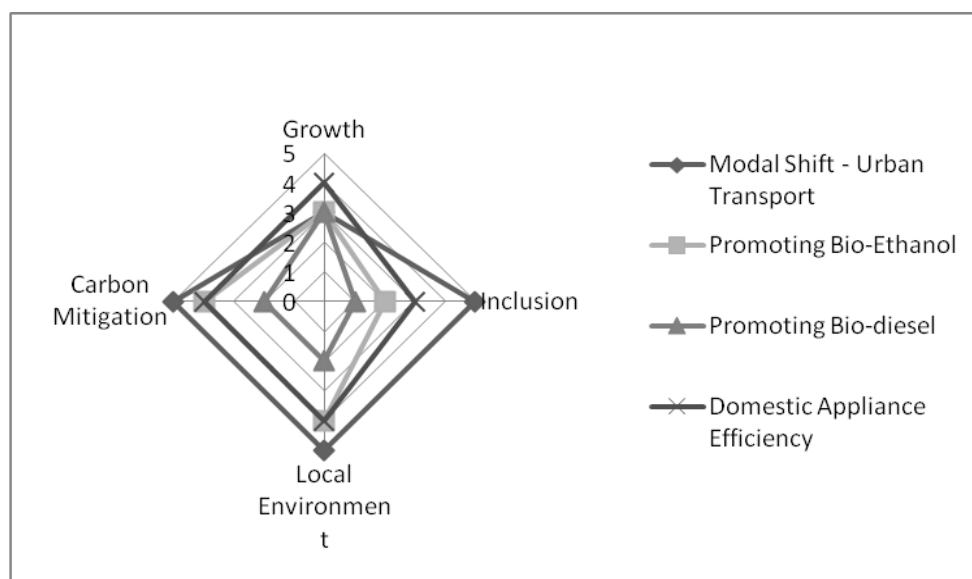 Growth
5
4
3
2
1
0
Carbon
Mitigation
Inclusion
Local
Environmen
t
Modal Shift - Urban
Transport
Promoting Bio-Ethanol
Promoting Bio-diesel
Domestic Appliance
Efficiency